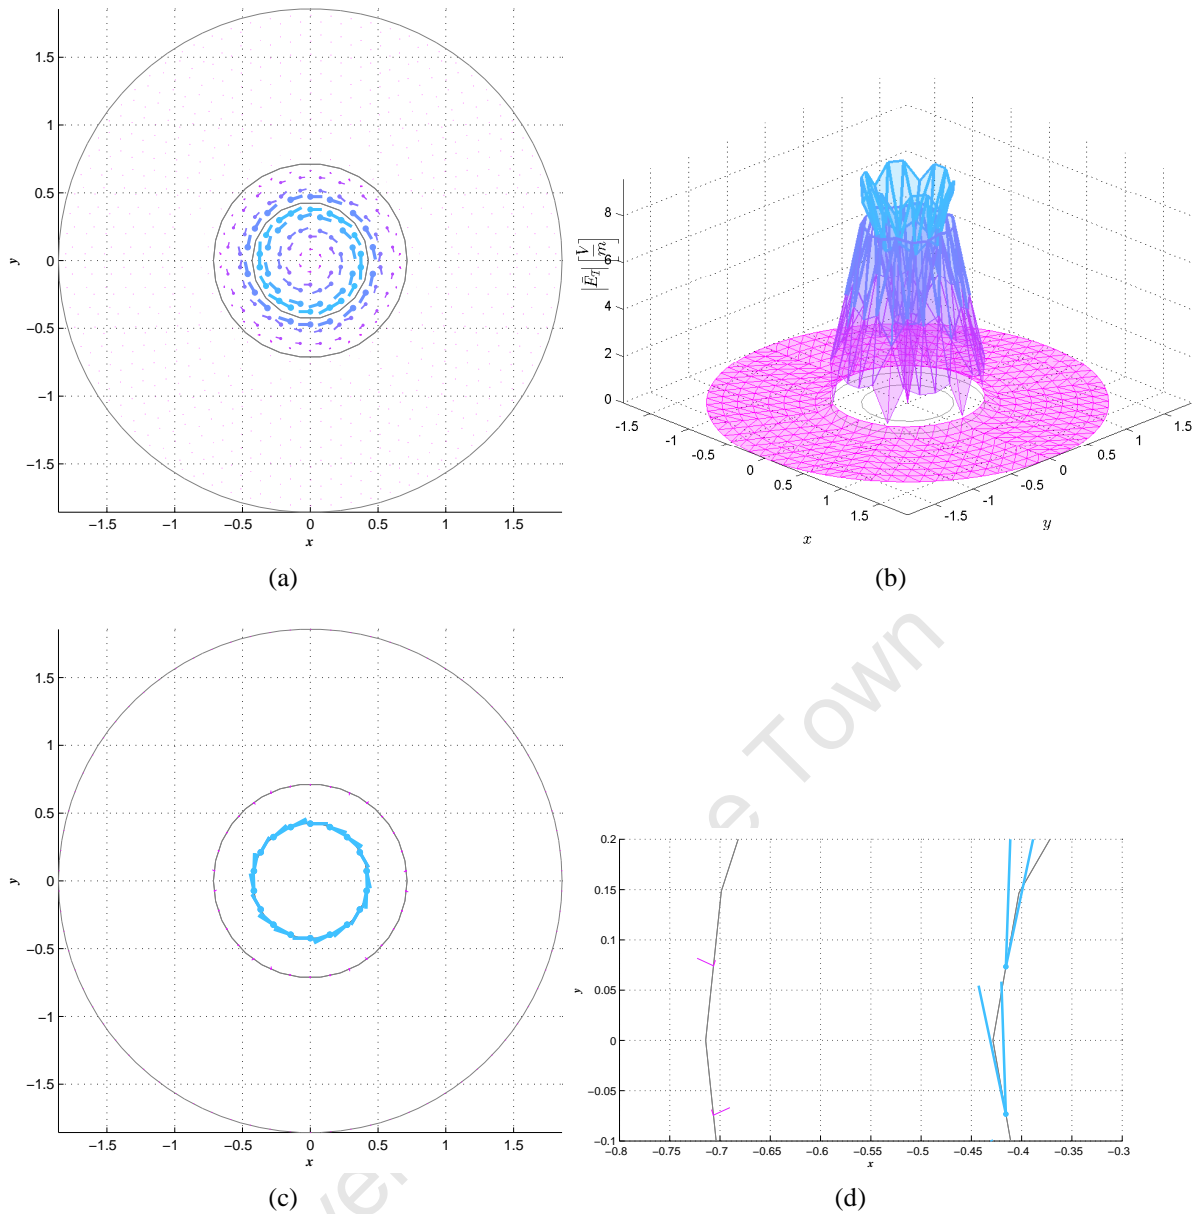 1.5
1
0.5
0
−0.5
−1
−1.5
y
−1.5 −1 −0.5 0 0.5 1 1.5
x
(a)
|Ē_T| [V/m]
8
6
4
2
0
-1.5 -1 -0.5 0 0.5 1 1.5
x
-1.5 -1 -0.5 0 0.5 1 1.5
y
(b)
1.5
1
0.5
0
−0.5
−1
−1.5
y
−1.5 −1 −0.5 0 0.5 1 1.5
x
(c)
0.2
0.15
0.1
0.05
0
−0.05
−0.1
y
−0.8 −0.75 −0.7 −0.65 −0.6 −0.55 −0.5 −0.45 −0.4 −0.35 −0.3
x
(d)
e Town
ver